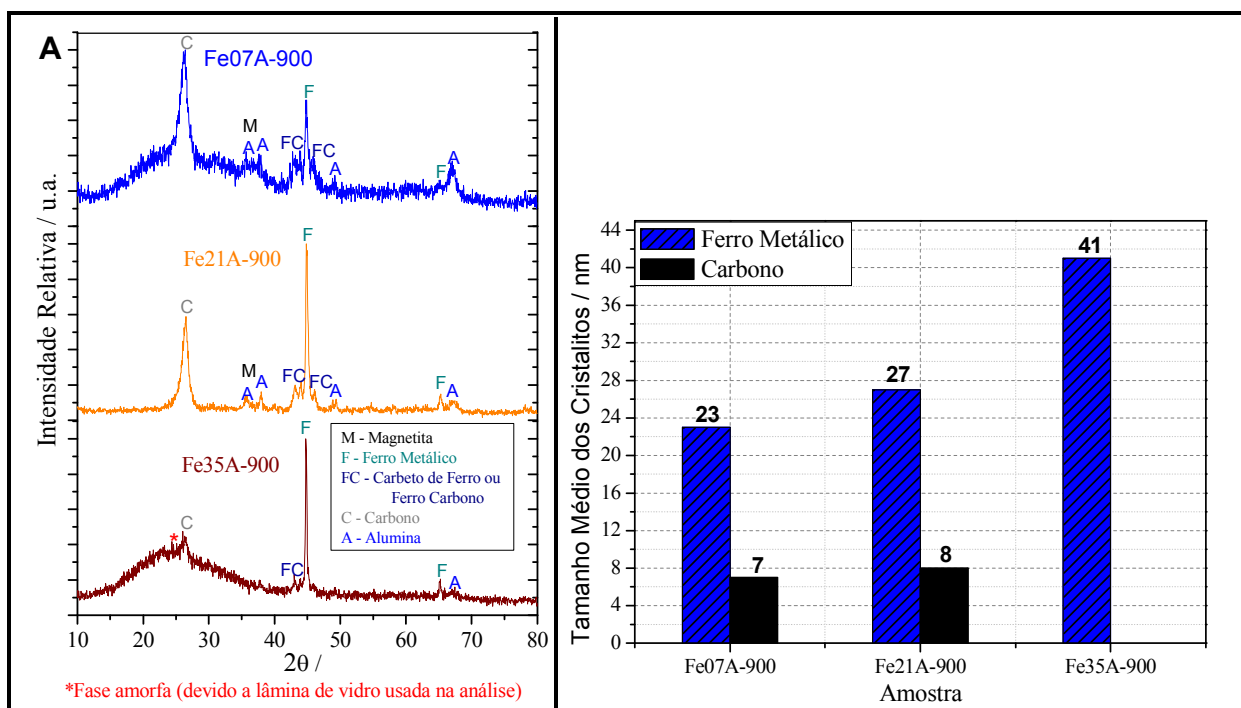 A
C
Fe07A-900
F
M
A
A
FC
FC
A
F
A
Fe21A-900
F
C
M
A
A
FC
FC
A
F
A
Fe35A-900
F
C
*
FC
F
A
M - Magnetita
F - Ferro Metálico
FC - Carbeto de Ferro ou
Ferro Carbono
C - Carbono
A - Alumina
Intensidade Relativa / u.a.
10 20 30 40 50 60 70 80
2θ /
*Fase amorfa (devido a lâmina de vidro usada na análise)
Ferro Metálico
Carbono
Tamanho Médio dos Cristalitos / nm
44
40
36
32
28
24
20
16
12
8
4
0
23
7
27
8
41
Fe07A-900 Fe21A-900 Fe35A-900
Amostra